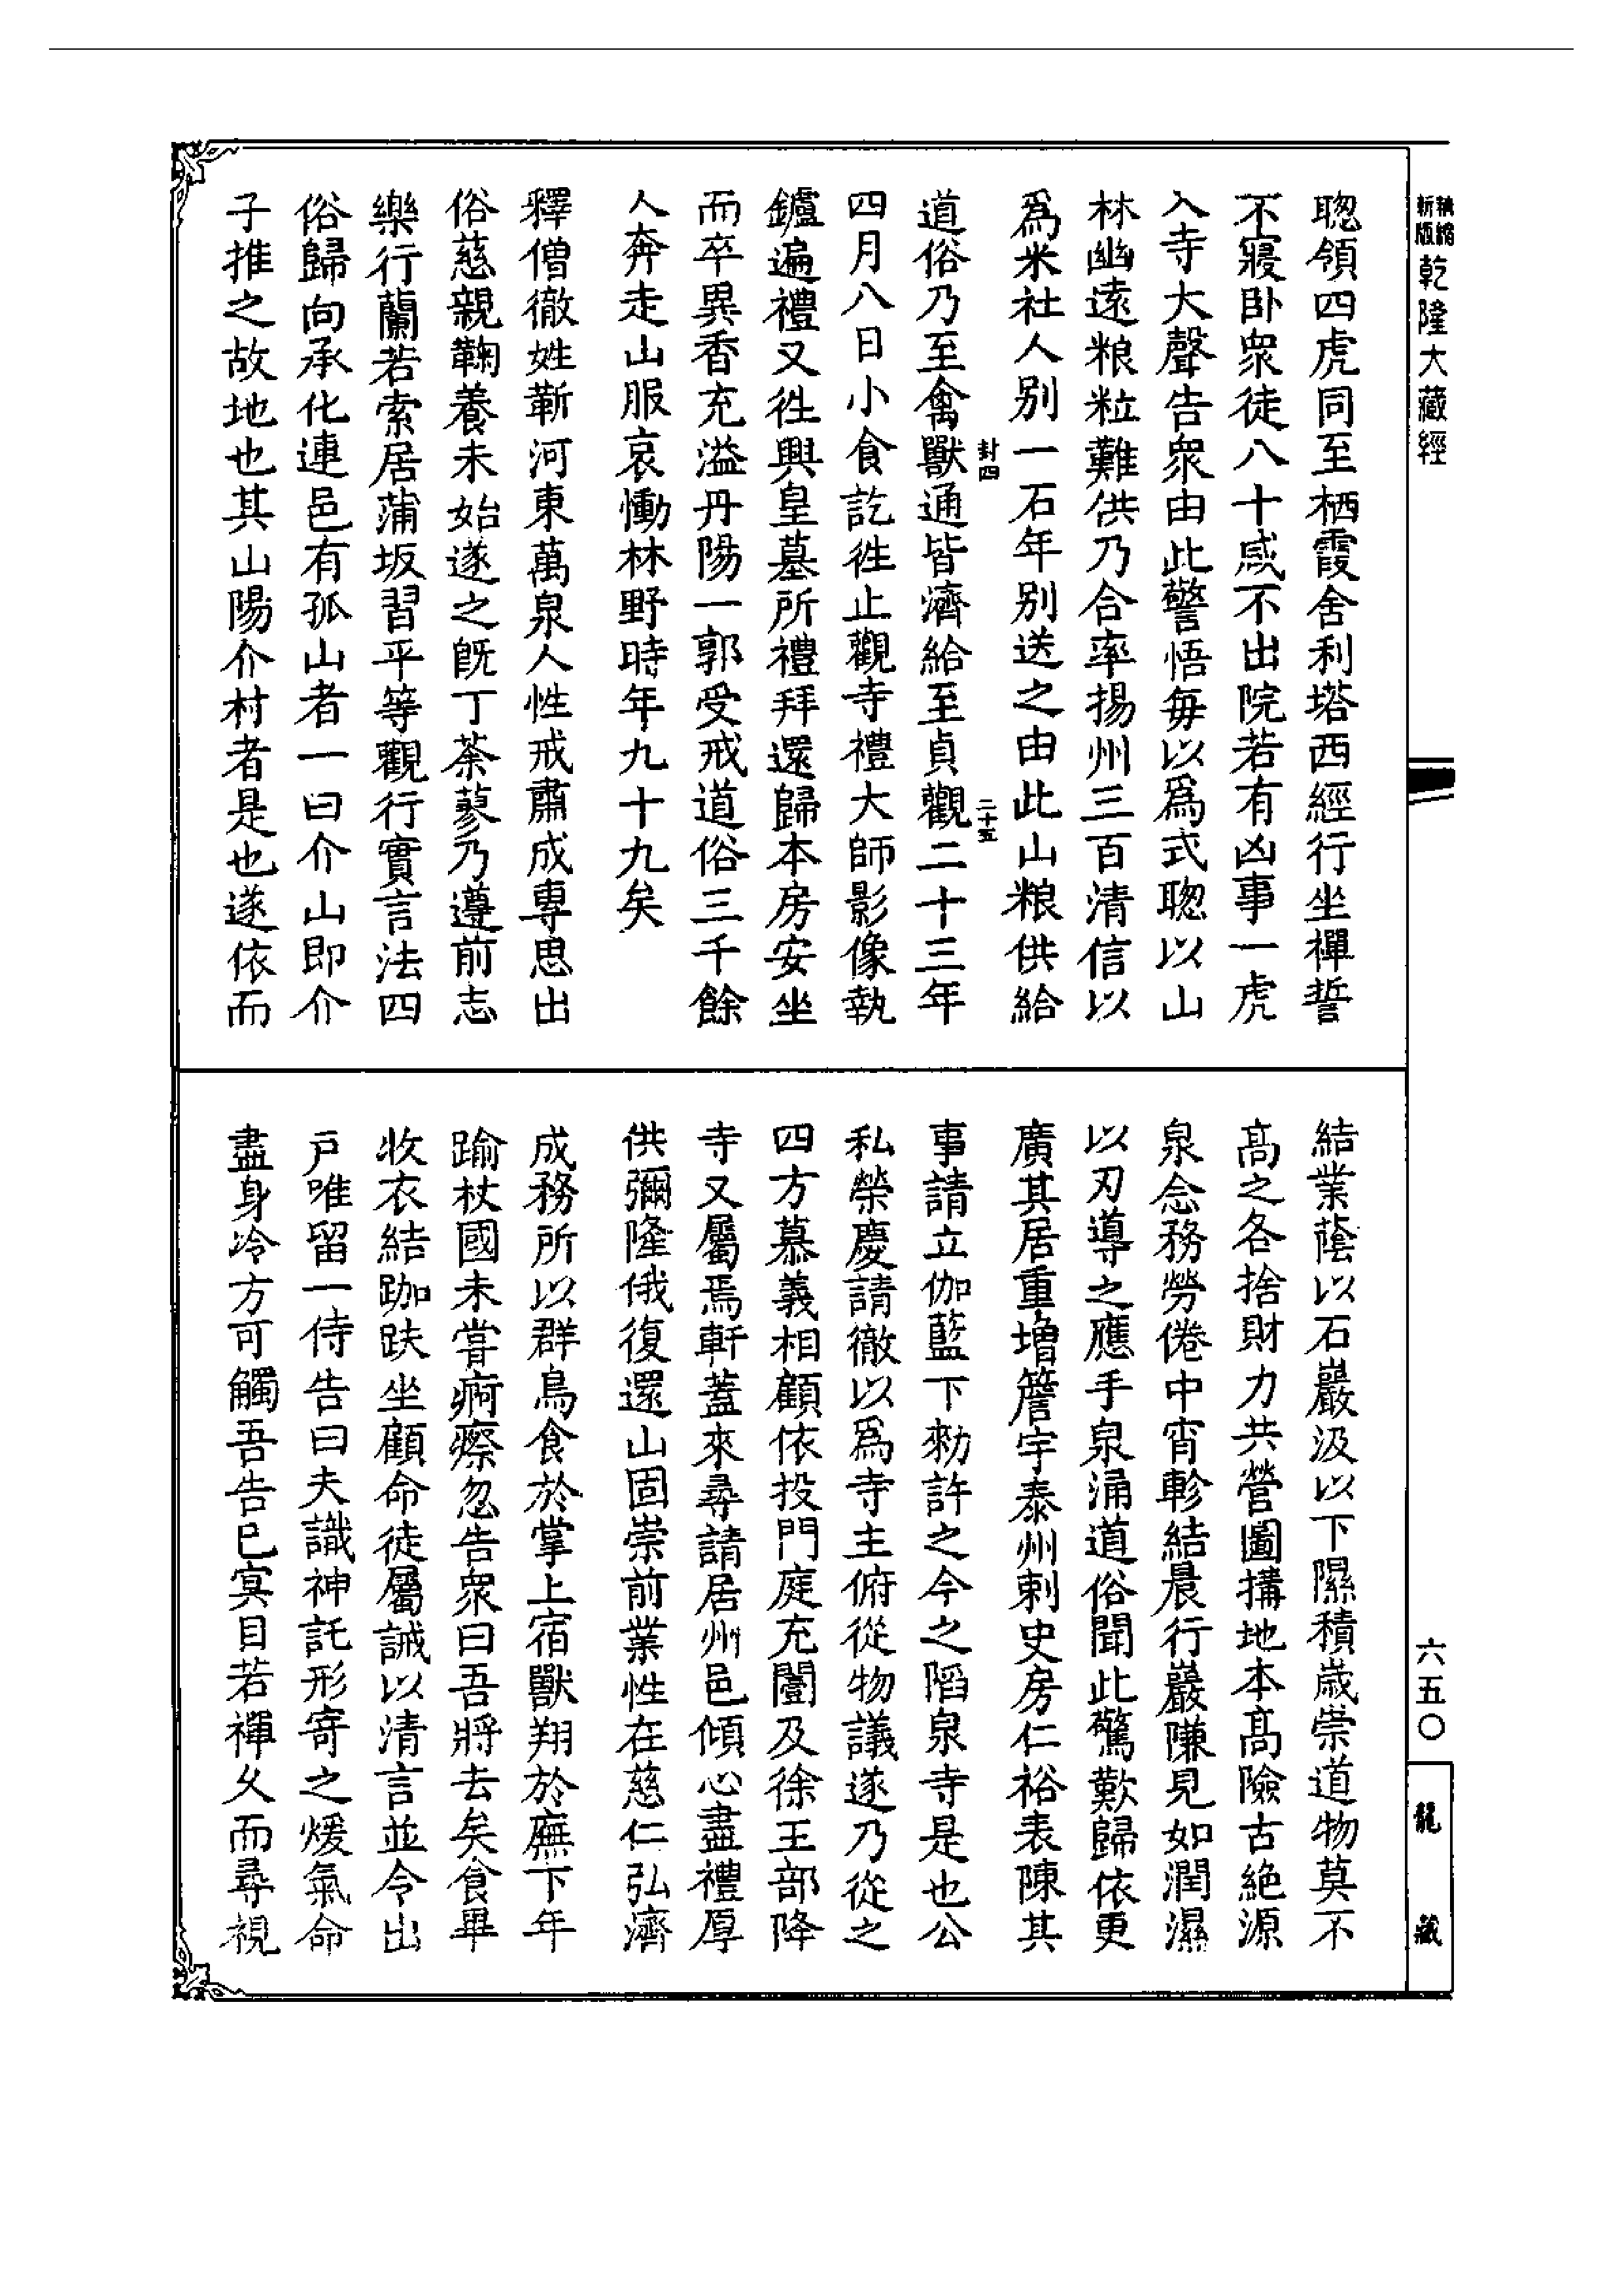 新版
乾隆大藏經
聰領四虎同至栖霞舍利塔西經行坐禪誓
不寢卧衆徒八十咸不出院若有凶事一虎
入寺大聲告衆由此警悟每以爲式聰以山
林幽遠粮粒難供乃合率揚州三百清信以
爲米社人別一石年別送之由此山粮供給
封四
二十五
道俗乃至禽獸通皆濟給至貞觀二十三年
四月八日小食訖徃止觀寺禮大師影像執
鑪遍禮又徃興皇墓所禮拜還歸本房安坐
而卒異香充溢丹陽一郭受戒道俗三千餘
人奔走山服哀慟林野時年九十九矣
釋僧徹姓靳河東萬泉人性戒肅成專思出
俗慈親鞠養未始遂之旣丁荼蓼乃遵前志
樂行蘭若索居蒲坂習平等觀行實言法四
俗歸向承化連邑有孤山者一曰介山即介
子推之故地也其山陽介村者是也遂依而
結業蔭以石巖汲以下隰積歲崇道物莫不
髙之各捨財力共營圖搆地本髙險古絶源
泉念務勞倦中宵軫結晨行巖陳見如潤濕
以刃導之應手泉涌道俗聞此驚歎歸依更
廣其居重增簷宇泰州刺史房仁裕表陳其
事請立伽藍下勑許之今之陷泉寺是也公
私榮慶請徹以爲寺主俯從物議遂乃從之
四方慕義相顧依投門庭充闉及徐王部降
寺又屬焉軒蓋來尋請居州邑傾心盡禮厚
供彌隆俄復還山固崇前業性在慈仁弘濟
成務所以群鳥食於掌上宿獸翔於廡下年
踰杖國未甞痾瘵忽告衆曰吾將去矣食畢
收衣結跏趺坐顧命徒屬誡以清言並令出
戶唯留一侍告曰夫識神託形寄之煖氣命
盡身冷方可觸吾告已寘目若禪久而尋視
六五〇
龍藏